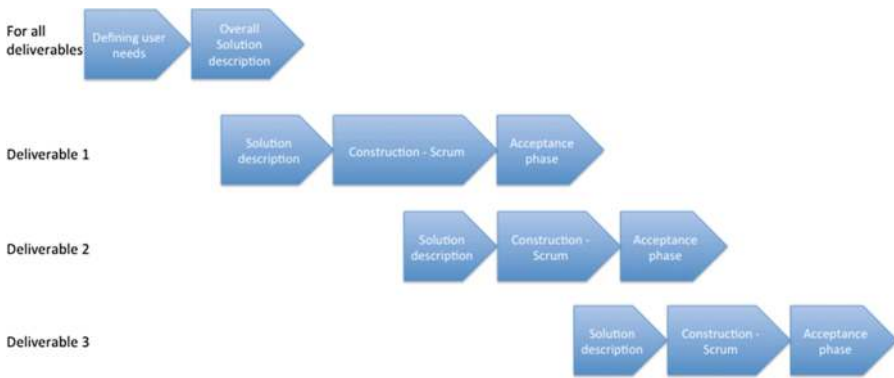 For all
deliverables
Defining user
needs
Overall
Solution
description
Deliverable 1
Solution
description
Construction - Scrum
Acceptance
phase
Deliverable 2
Solution
description
Construction -
Scrum
Acceptance
phase
Deliverable 3
Solution
description
Construction -
Scrum
Acceptance
phase